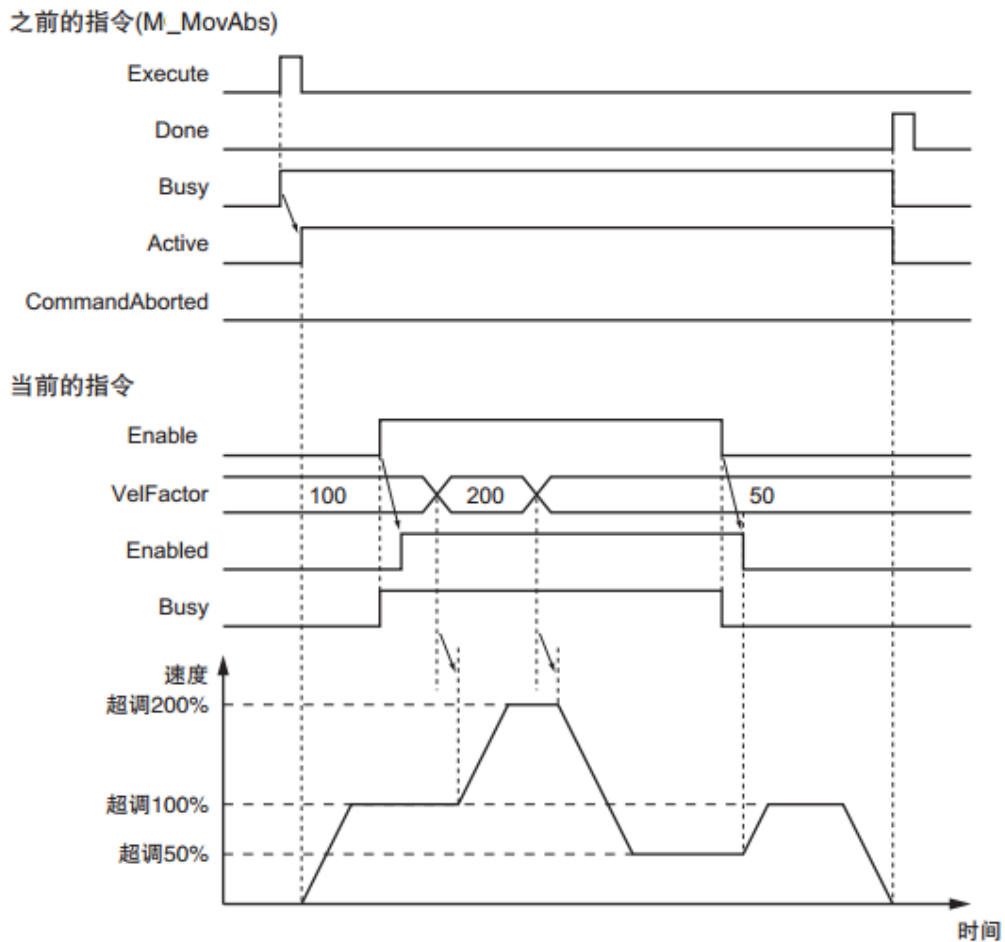 之前的指令(M_MovAbs)
Execute
Done
Busy
Active
CommandAborted
当前的指令
Enable
VelFactor 100 200 50
Enabled
Busy
速度
超调200%
超调100%
超调50%
时间